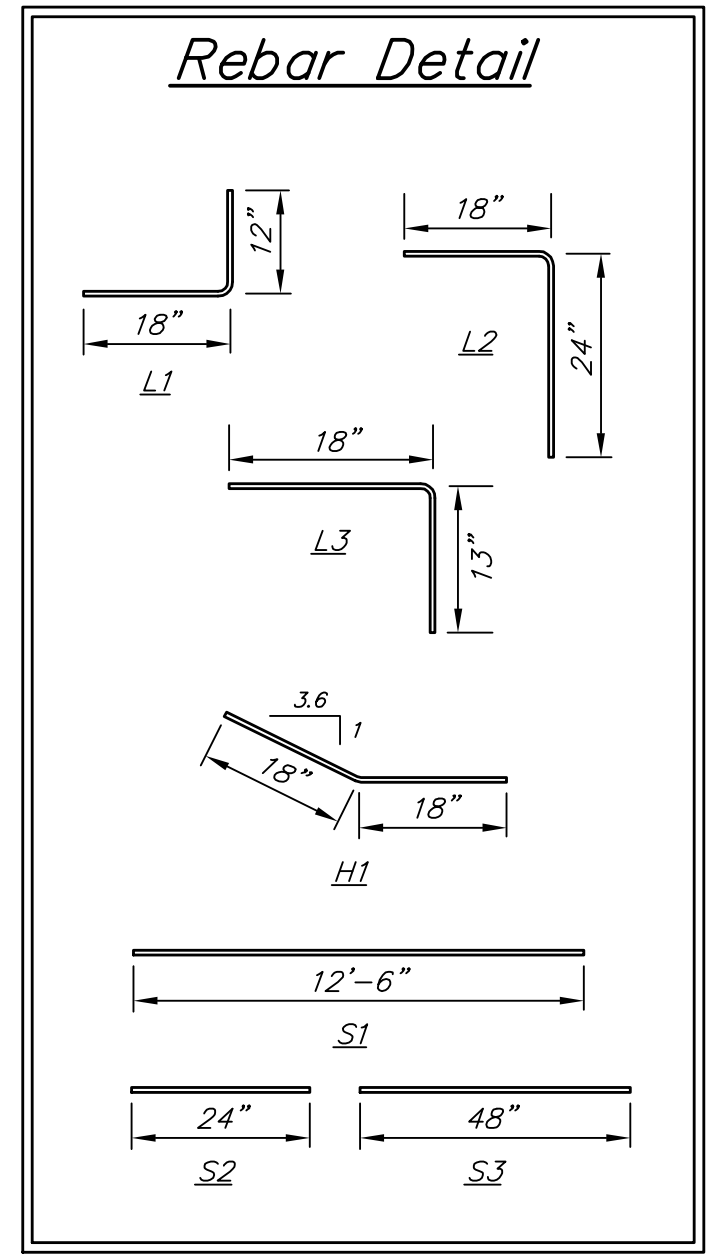 Rebar Detail
12”
18”
L1
18”
24”
L2
18”
13”
L3
3.6
1
18”
18”
H1
12’-6”
S1
24”
S2
48”
S3